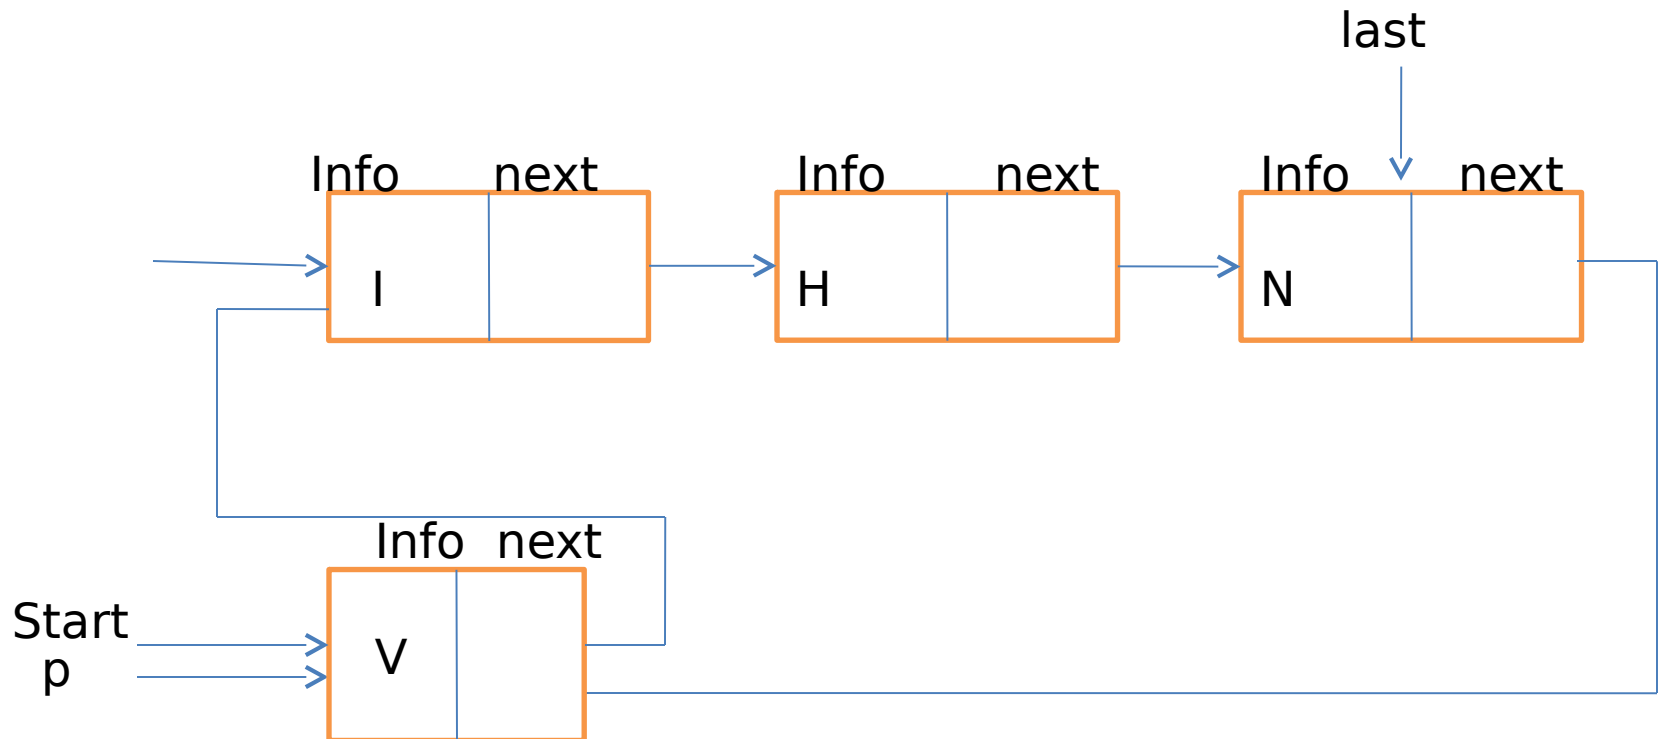 last
Info next Info next Info next
I H N
Info next
Start
V
p